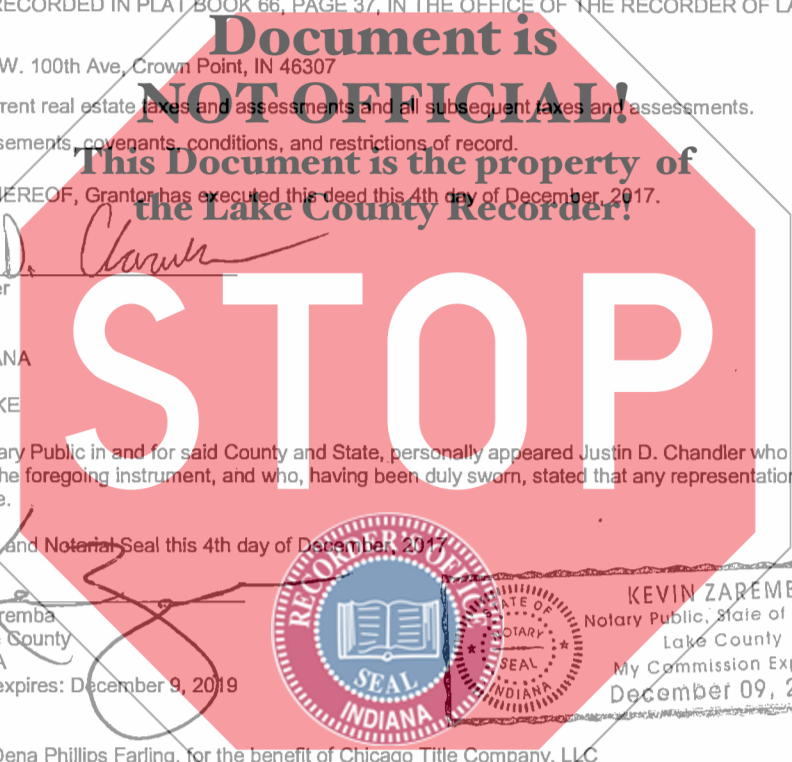 RECORDED IN PLAT BOOK 66, PAGE 37, IN THE OFFICE OF THE RECORDER OF LA
Document is
W. 100th Ave, Crown Point, IN 46307
NOT OFFICIAL!
rent real estate taxes and assessments and all subsequent taxes and assessments.
sements, covenants, conditions, and restrictions of record.
This Document is the property of
EREOF, Grantor has executed this deed this 4th day of December, 2017.
the Lake County Recorder!
D.
er
STOP
ANA
KE
ary Public in and for said County and State, personally appeared Justin D. Chandler who
he foregoing instrument, and who, having been duly sworn, stated that any representation
e.
and Notarial Seal this 4th day of December, 2017
RECORDER'S OFFICE
SEAL
INDIANA
STATE OF
NOTARY
SEAL
INDIANA
KEVIN ZAREMB
Notary Public, State of
Lake County
My Commission Exp
December 09, 2
remba
County
A
expires: December 9, 2019
Dena Phillips Farling, for the benefit of Chicago Title Company, LLC